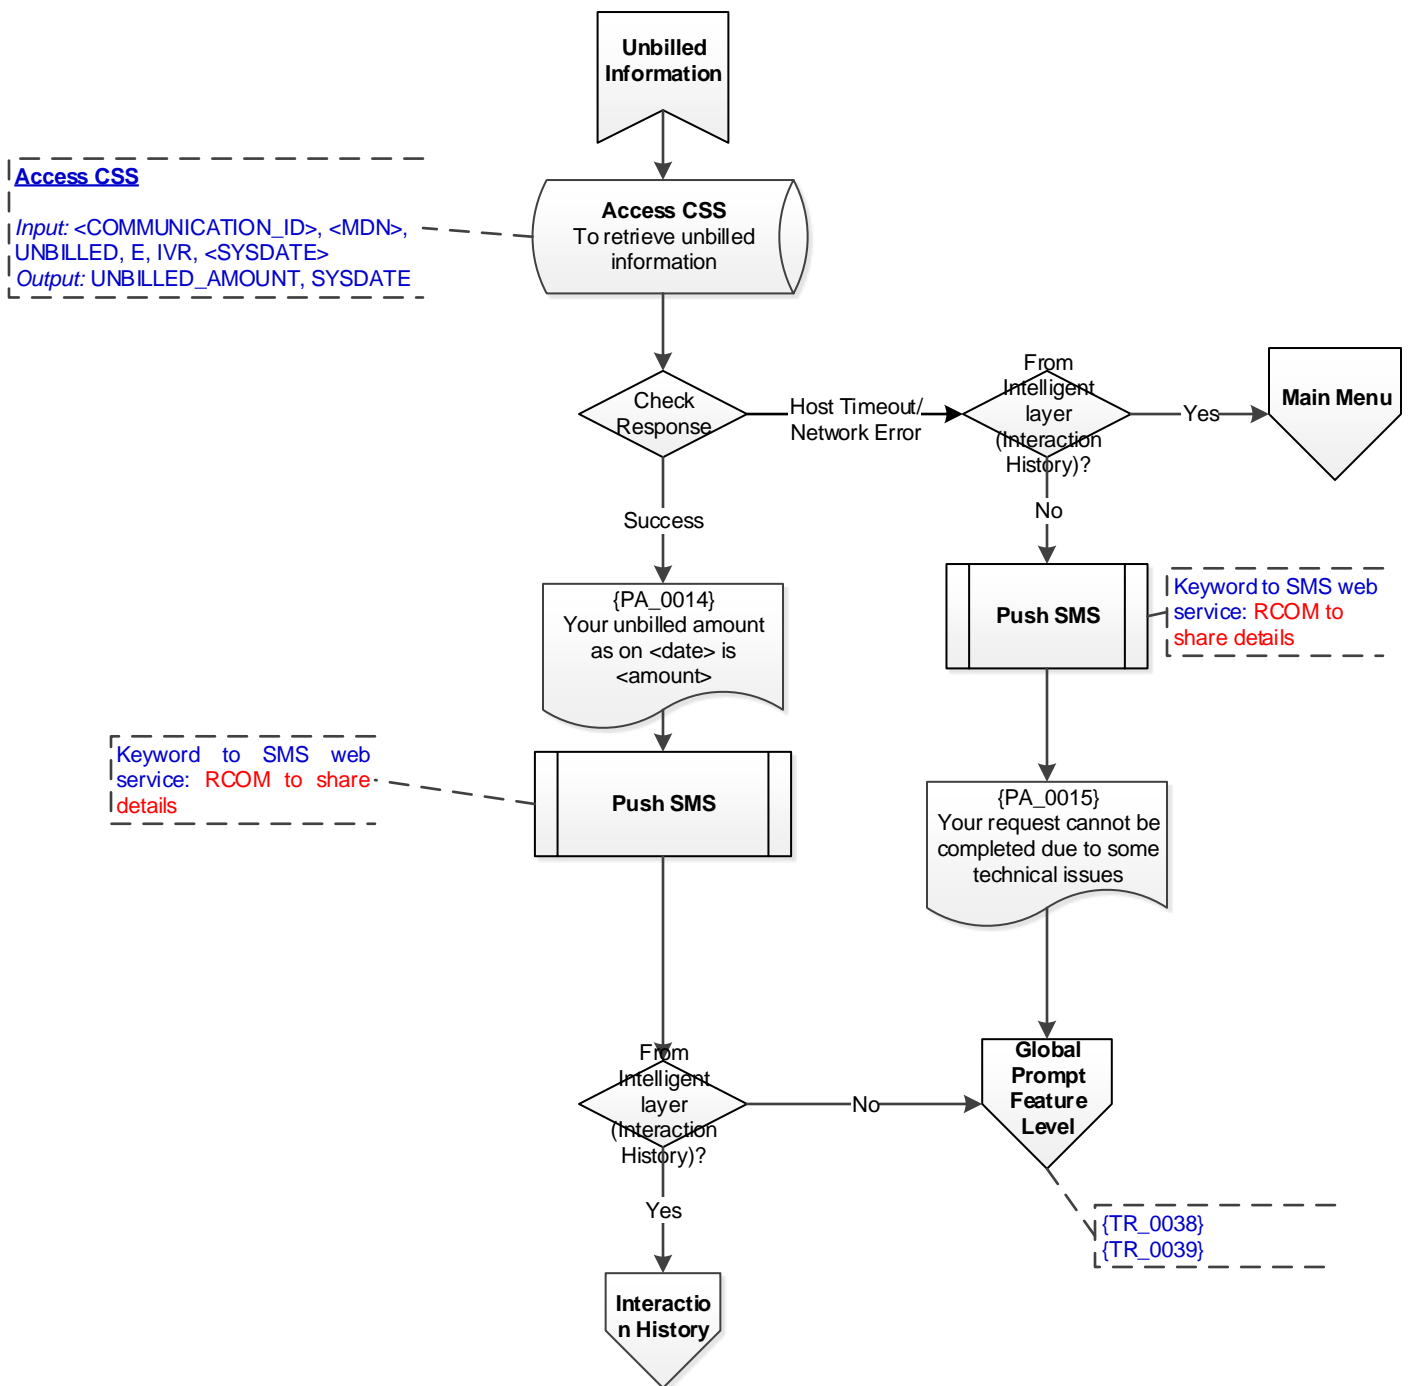 Unbilled
Information
Access CSS
Input: <COMMUNICATION_ID>, <MDN>,
UNBILLED, E, IVR, <SYSDATE>
Output: UNBILLED_AMOUNT, SYSDATE
Access CSS
To retrieve unbilled
information
Check
Response
Host Timeout/
Network Error
From
Intelligent
layer
(Interaction
History)?
Yes
Main Menu
Success
No
{PA_0014}
Your unbilled amount
as on <date> is
<amount>
Push SMS
Keyword to SMS web
service: RCOM to
share details
Keyword to SMS web
service: RCOM to share
details
Push SMS
{PA_0015}
Your request cannot be
completed due to some
technical issues
From
Intelligent
layer
(Interaction
History)?
No
Global
Prompt
Feature
Level
Yes
{TR_0038}
{TR_0039}
Interactio
n History